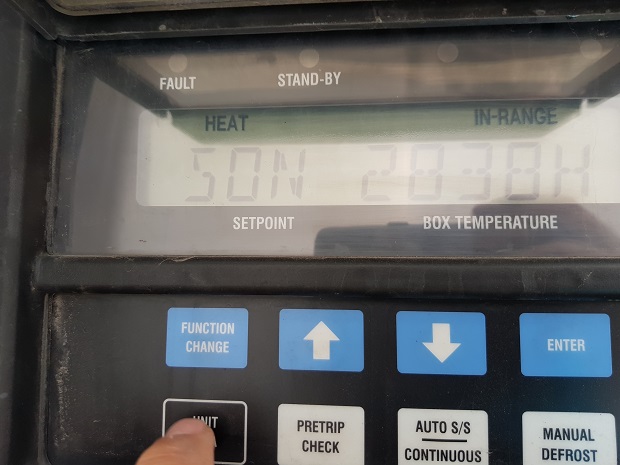 FAULT STAND-BY
HEAT IN-RANGE
SON 2838H
SETPOINT BOX TEMPERATURE
FUNCTION
CHANGE
ENTER
UNIT
PRETRIP
CHECK
AUTO S/S
CONTINUOUS
MANUAL
DEFROST